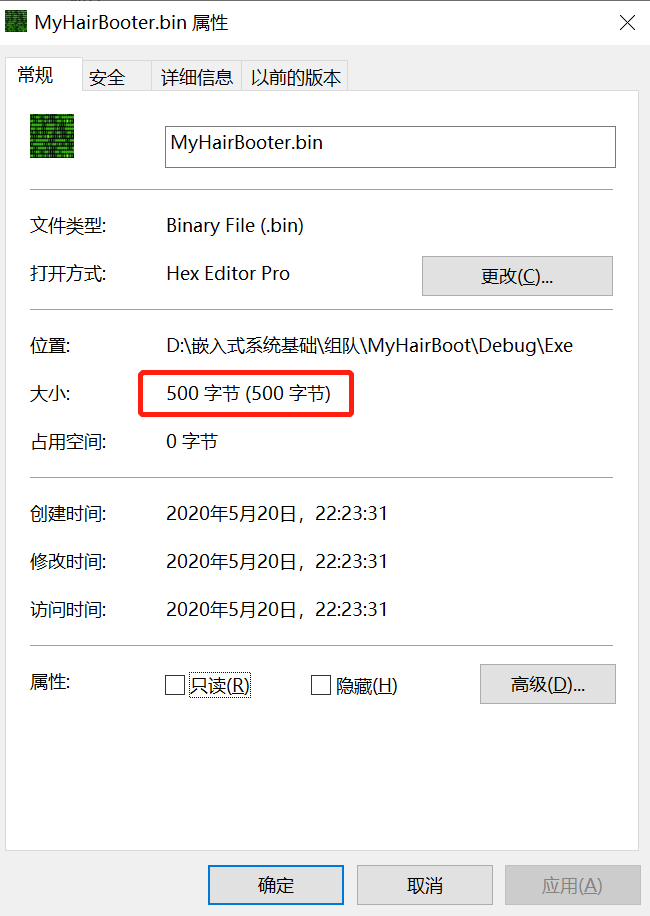 MyHairBooter.bin 属性
常规 安全 详细信息 以前的版本
MyHairBooter.bin
文件类型: Binary File (.bin)
打开方式: Hex Editor Pro 更改(C)...
位置: D:\嵌入式系统基础\组队\MyHairBoot\Debug\Exe
大小: 500 字节 (500 字节)
占用空间: 0 字节
创建时间: 2020年5月20日，22:23:31
修改时间: 2020年5月20日，22:23:31
访问时间: 2020年5月20日，22:23:31
属性: 只读(R) 隐藏(H) 高级(D)...
确定 取消 应用(A)